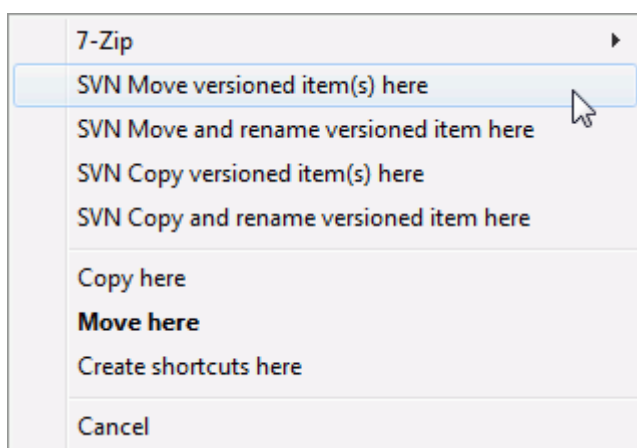 7-Zip
SVN Move versioned item(s) here
SVN Move and rename versioned item here
SVN Copy versioned item(s) here
SVN Copy and rename versioned item here
Copy here
Move here
Create shortcuts here
Cancel